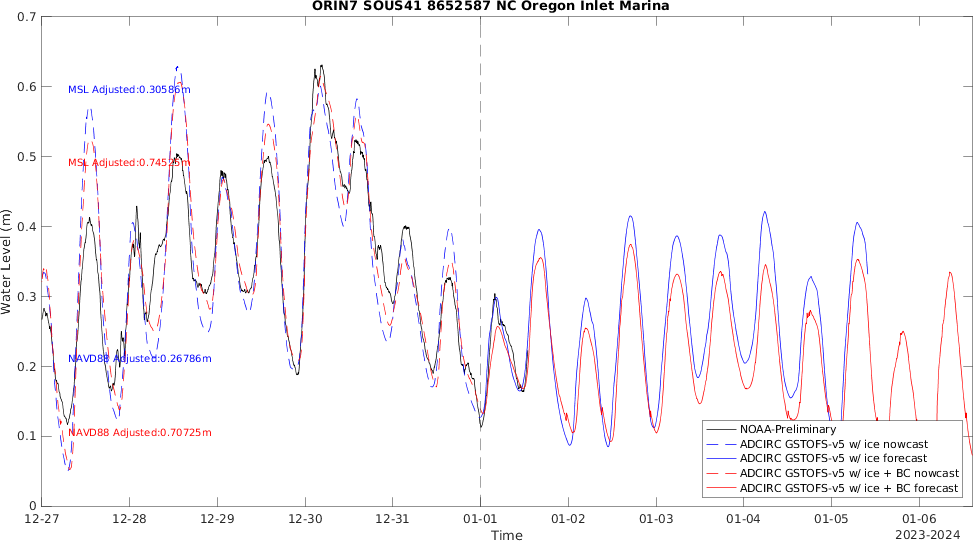 ORIN7 SOUS41 8652587 NC Oregon Inlet Marina
0.7
0.6
0.5
0.4
0.3
0.2
0.1
0
Water Level (m)
MSL Adjusted:0.30586m
MSL Adjusted:0.74525m
NAVD88 Adjusted:0.26786m
NAVD88 Adjusted:0.70725m
NOAA-Preliminary
ADCIRC GSTOFS-v5 w/ ice nowcast
ADCIRC GSTOFS-v5 w/ ice forecast
ADCIRC GSTOFS-v5 w/ ice + BC nowcast
ADCIRC GSTOFS-v5 w/ ice + BC forecast
12-27 12-28 12-29 12-30 12-31 01-01 01-02 01-03 01-04 01-05 01-06
Time
2023-2024